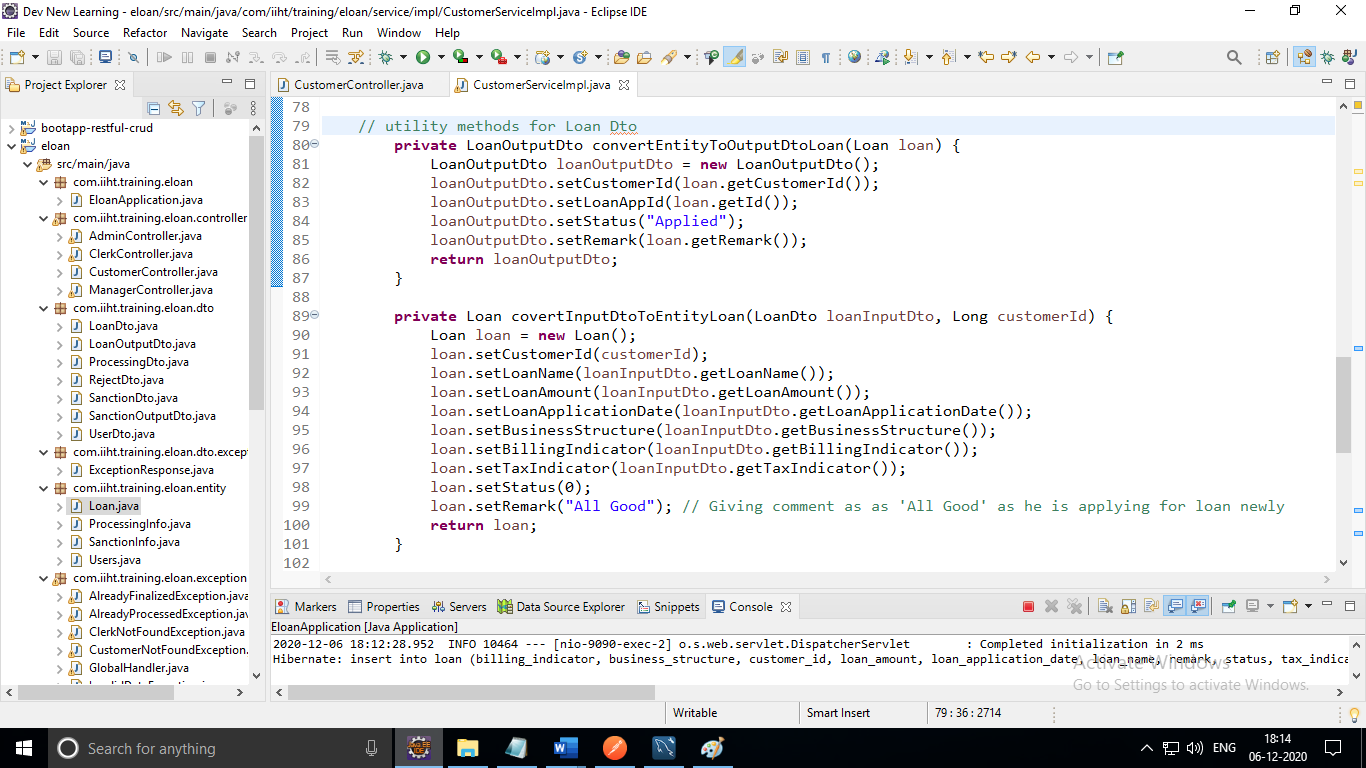 Dev New Learning - eloan/src/main/java/com/iiht/training/eloan/service/impl/CustomerServiceImpl.java - Eclipse IDE
File Edit Source Refactor Navigate Search Project Run Window Help
Project Explorer
bootapp-restful-crud
eloan
src/main/java
com.iiht.training.eloan
EloanApplication.java
com.iiht.training.eloan.controller
AdminController.java
ClerkController.java
CustomerController.java
ManagerController.java
com.iiht.training.eloan.dto
LoanDto.java
LoanOutputDto.java
ProcessingDto.java
RejectDto.java
SanctionDto.java
SanctionOutputDto.java
UserDto.java
com.iiht.training.eloan.dto.excep
ExceptionResponse.java
com.iiht.training.eloan.entity
Loan.java
ProcessingInfo.java
SanctionInfo.java
Users.java
com.iiht.training.eloan.exception
AlreadyFinalizedException.java
AlreadyProcessedException.jav
ClerkNotFoundException.java
CustomerNotFoundException.
GlobalHandler.java
CustomerController.java CustomerServiceImpl.java
78
79 // utility methods for Loan Dto
80 private LoanOutputDto convertEntityToOutputDtoLoan(Loan loan) {
81 LoanOutputDto loanOutputDto = new LoanOutputDto();
82 loanOutputDto.setCustomerId(loan.getCustomerId());
83 loanOutputDto.setLoanAppId(loan.getId());
84 loanOutputDto.setStatus("Applied");
85 loanOutputDto.setRemark(loan.getRemark());
86 return loanOutputDto;
87 }
88
89 private Loan covertInputDtoToEntityLoan(LoanDto loanInputDto, Long customerId) {
90 Loan loan = new Loan();
91 loan.setCustomerId(customerId);
92 loan.setLoanName(loanInputDto.getLoanName());
93 loan.setLoanAmount(loanInputDto.getLoanAmount());
94 loan.setLoanApplicationDate(loanInputDto.getLoanApplicationDate());
95 loan.setBusinessStructure(loanInputDto.getBusinessStructure());
96 loan.setBillingIndicator(loanInputDto.getBillingIndicator());
97 loan.setTaxIndicator(loanInputDto.getTaxIndicator());
98 loan.setStatus(0);
99 loan.setRemark("All Good"); // Giving comment as as 'All Good' as he is applying for loan newly
100 return loan;
101 }
102
Markers Properties Servers Data Source Explorer Snippets Console
EloanApplication [Java Application]
2020-12-06 18:12:28.952 INFO 10464 --- [nio-9090-exec-2] o.s.web.servlet.DispatcherServlet : Completed initialization in 2 ms
Hibernate: insert into loan (billing_indicator, business_structure, customer_id, loan_amount, loan_application_date, loan_name, remark, status, tax_indica
Activate Windows
Go to Settings to activate Windows.
Writable Smart Insert 79 : 36 : 2714
Search for anything
ENG
18:14
06-12-2020